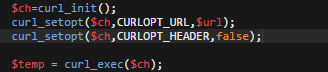 $ch=curl_init();
curl_setopt($ch,CURLOPT_URL,$url);
curl_setopt($ch,CURLOPT_HEADER,false);
$temp = curl_exec($ch);